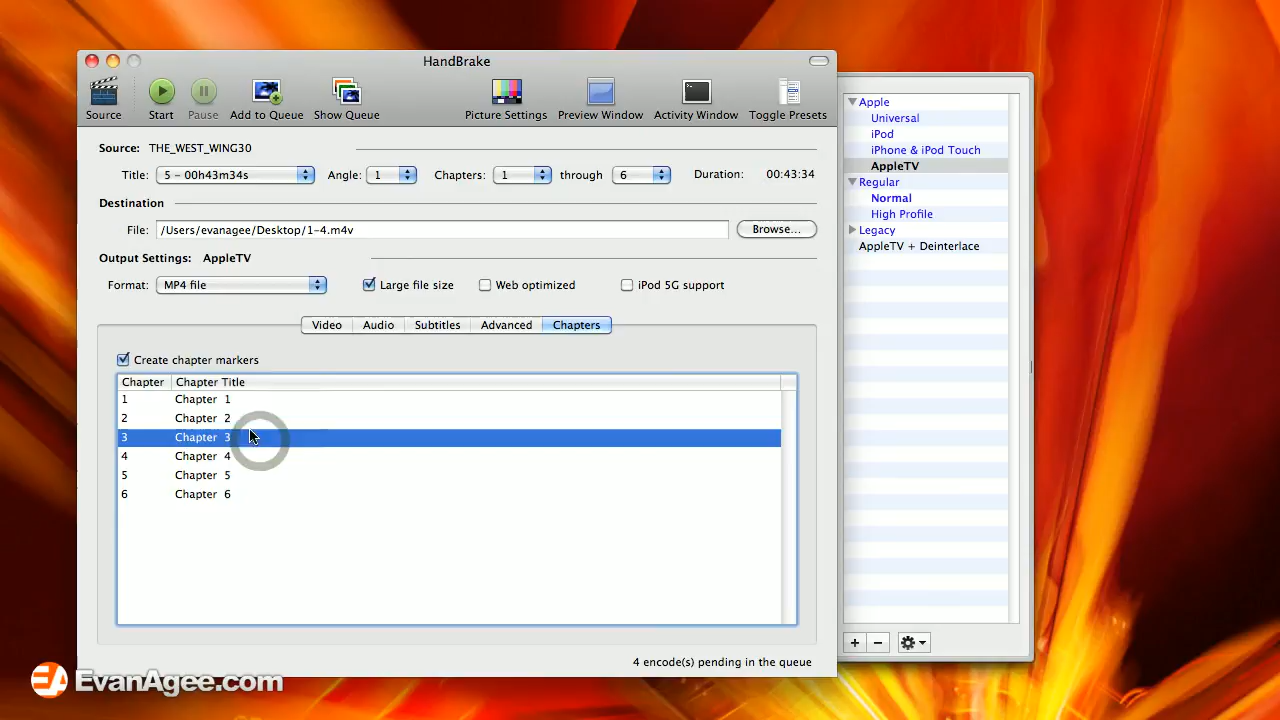 HandBrake
Source
Start
Pause
Add to Queue
Show Queue
Picture Settings
Preview Window
Activity Window
Toggle Presets
Source: THE_WEST_WING30
Title: 5 - 00h43m34s Angle: 1 Chapters: 1 through 6 Duration: 00:43:34
Destination
File: /Users/evanagee/Desktop/1-4.m4v Browse...
Output Settings: AppleTV
Format: MP4 file Large file size Web optimized iPod 5G support
Video Audio Subtitles Advanced Chapters
Create chapter markers
Chapter Chapter Title
1 Chapter 1
2 Chapter 2
3 Chapter 3
4 Chapter 4
5 Chapter 5
6 Chapter 6
4 encode(s) pending in the queue
Apple
Universal
iPod
iPhone & iPod Touch
AppleTV
Regular
Normal
High Profile
Legacy
AppleTV + Deinterlace
EA EvanAgee.com